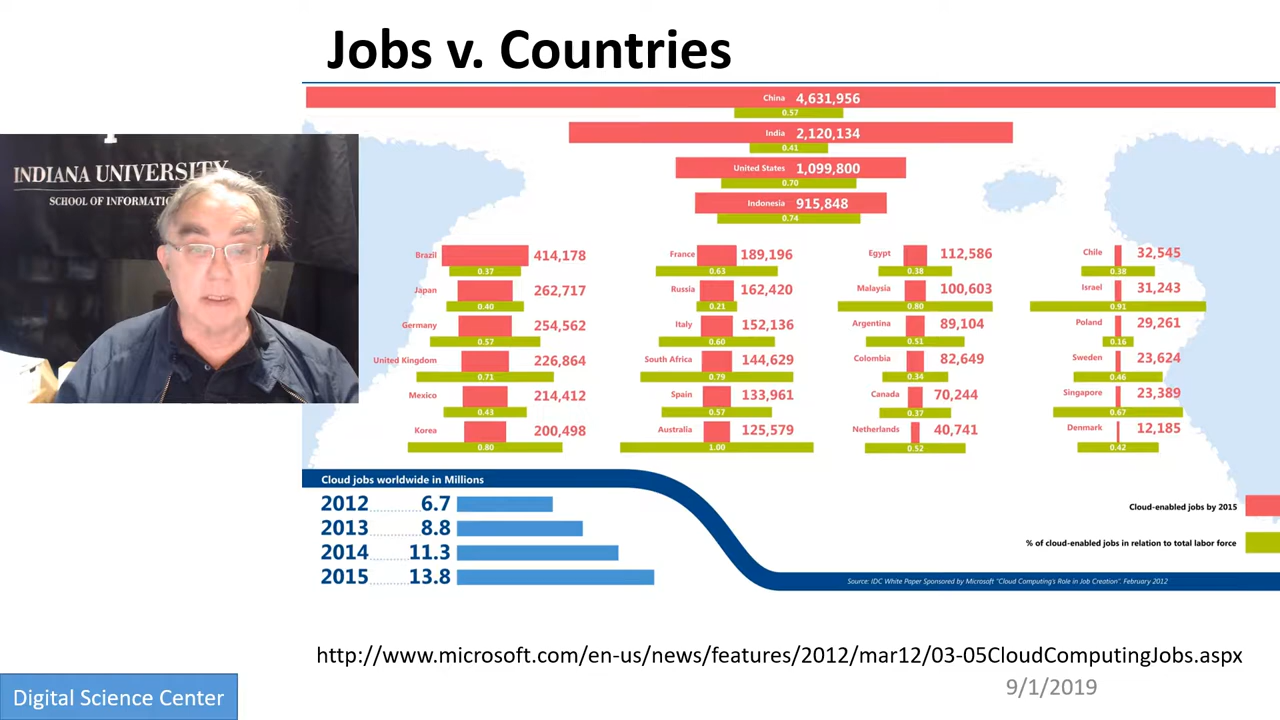 Jobs v. Countries
INDIANA UNIVERSITY
SCHOOL OF
China 4,631,956
0.57
India 2,120,134
0.41
United States 1,099,800
0.70
Indonesia 915,848
0.74
Brazil 414,178
0.37
Japan 262,717
0.40
Germany 254,562
0.57
United Kingdom 226,864
0.71
Mexico 214,412
0.43
Korea 200,498
0.80
France 189,196
0.63
Russia 162,420
0.21
Italy 152,136
0.60
South Africa 144,629
0.79
Spain 133,961
0.57
Australia 125,579
1.00
Egypt 112,586
0.38
Malaysia 100,603
0.80
Argentina 89,104
0.51
Colombia 82,649
0.34
Canada 70,244
0.37
Netherlands 40,741
0.52
Chile 32,545
0.38
Israel 31,243
0.91
Poland 29,261
0.16
Sweden 23,624
0.46
Singapore 23,389
0.67
Denmark 12,185
0.42
Cloud jobs worldwide in Millions
2012 6.7
2013 8.8
2014 11.3
2015 13.8
Cloud-enabled jobs by 2015
% of cloud-enabled jobs in relation to total labor force
Source: IDC White Paper Sponsored by Microsoft "Cloud Computing's Role in Job Creation". February 2012
http://www.microsoft.com/en-us/news/features/2012/mar12/03-05CloudComputingJobs.aspx
9/1/2019
Digital Science Center